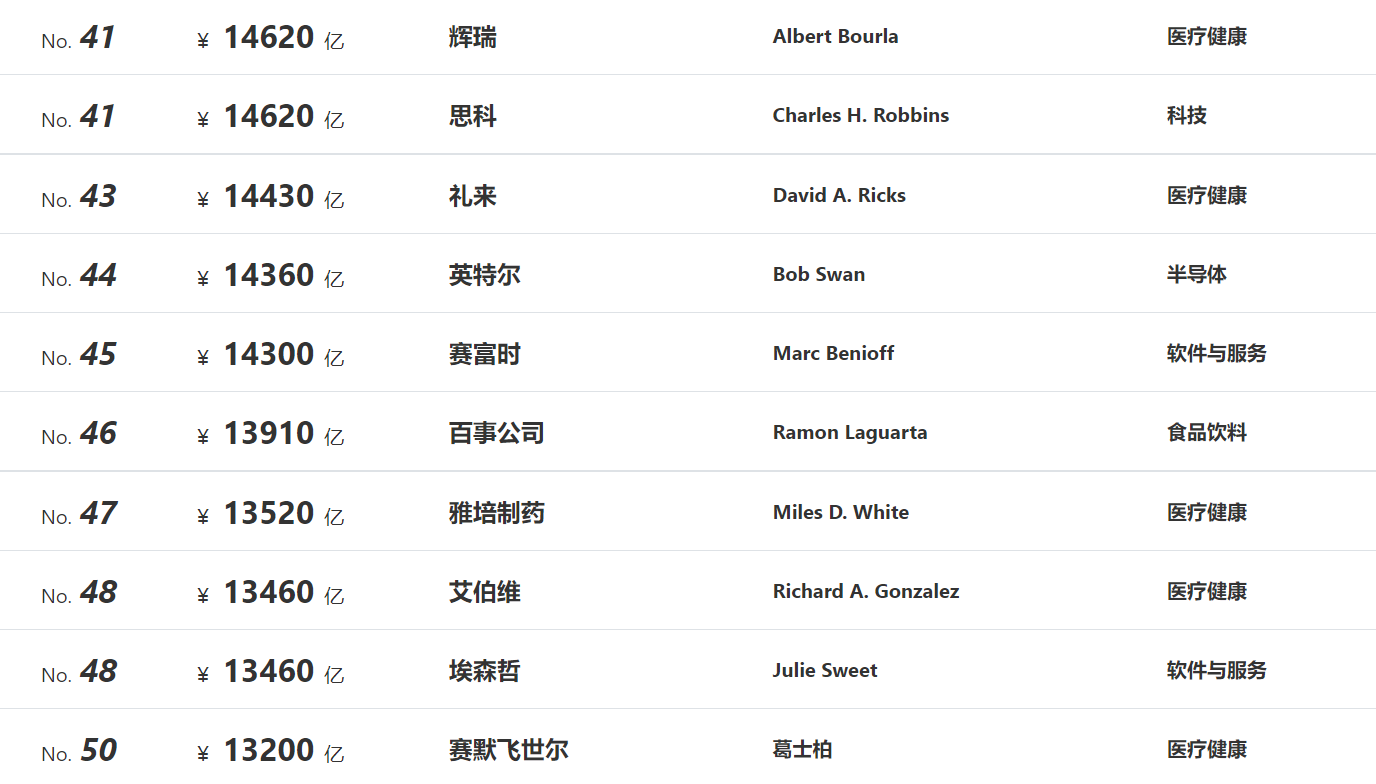 No. 41 ¥ 14620 亿 辉瑞 Albert Bourla 医疗健康
No. 41 ¥ 14620 亿 思科 Charles H. Robbins 科技
No. 43 ¥ 14430 亿 礼来 David A. Ricks 医疗健康
No. 44 ¥ 14360 亿 英特尔 Bob Swan 半导体
No. 45 ¥ 14300 亿 赛富时 Marc Benioff 软件与服务
No. 46 ¥ 13910 亿 百事公司 Ramon Laguarta 食品饮料
No. 47 ¥ 13520 亿 雅培制药 Miles D. White 医疗健康
No. 48 ¥ 13460 亿 艾伯维 Richard A. Gonzalez 医疗健康
No. 48 ¥ 13460 亿 埃森哲 Julie Sweet 软件与服务
No. 50 ¥ 13200 亿 赛默飞世尔 葛士柏 医疗健康